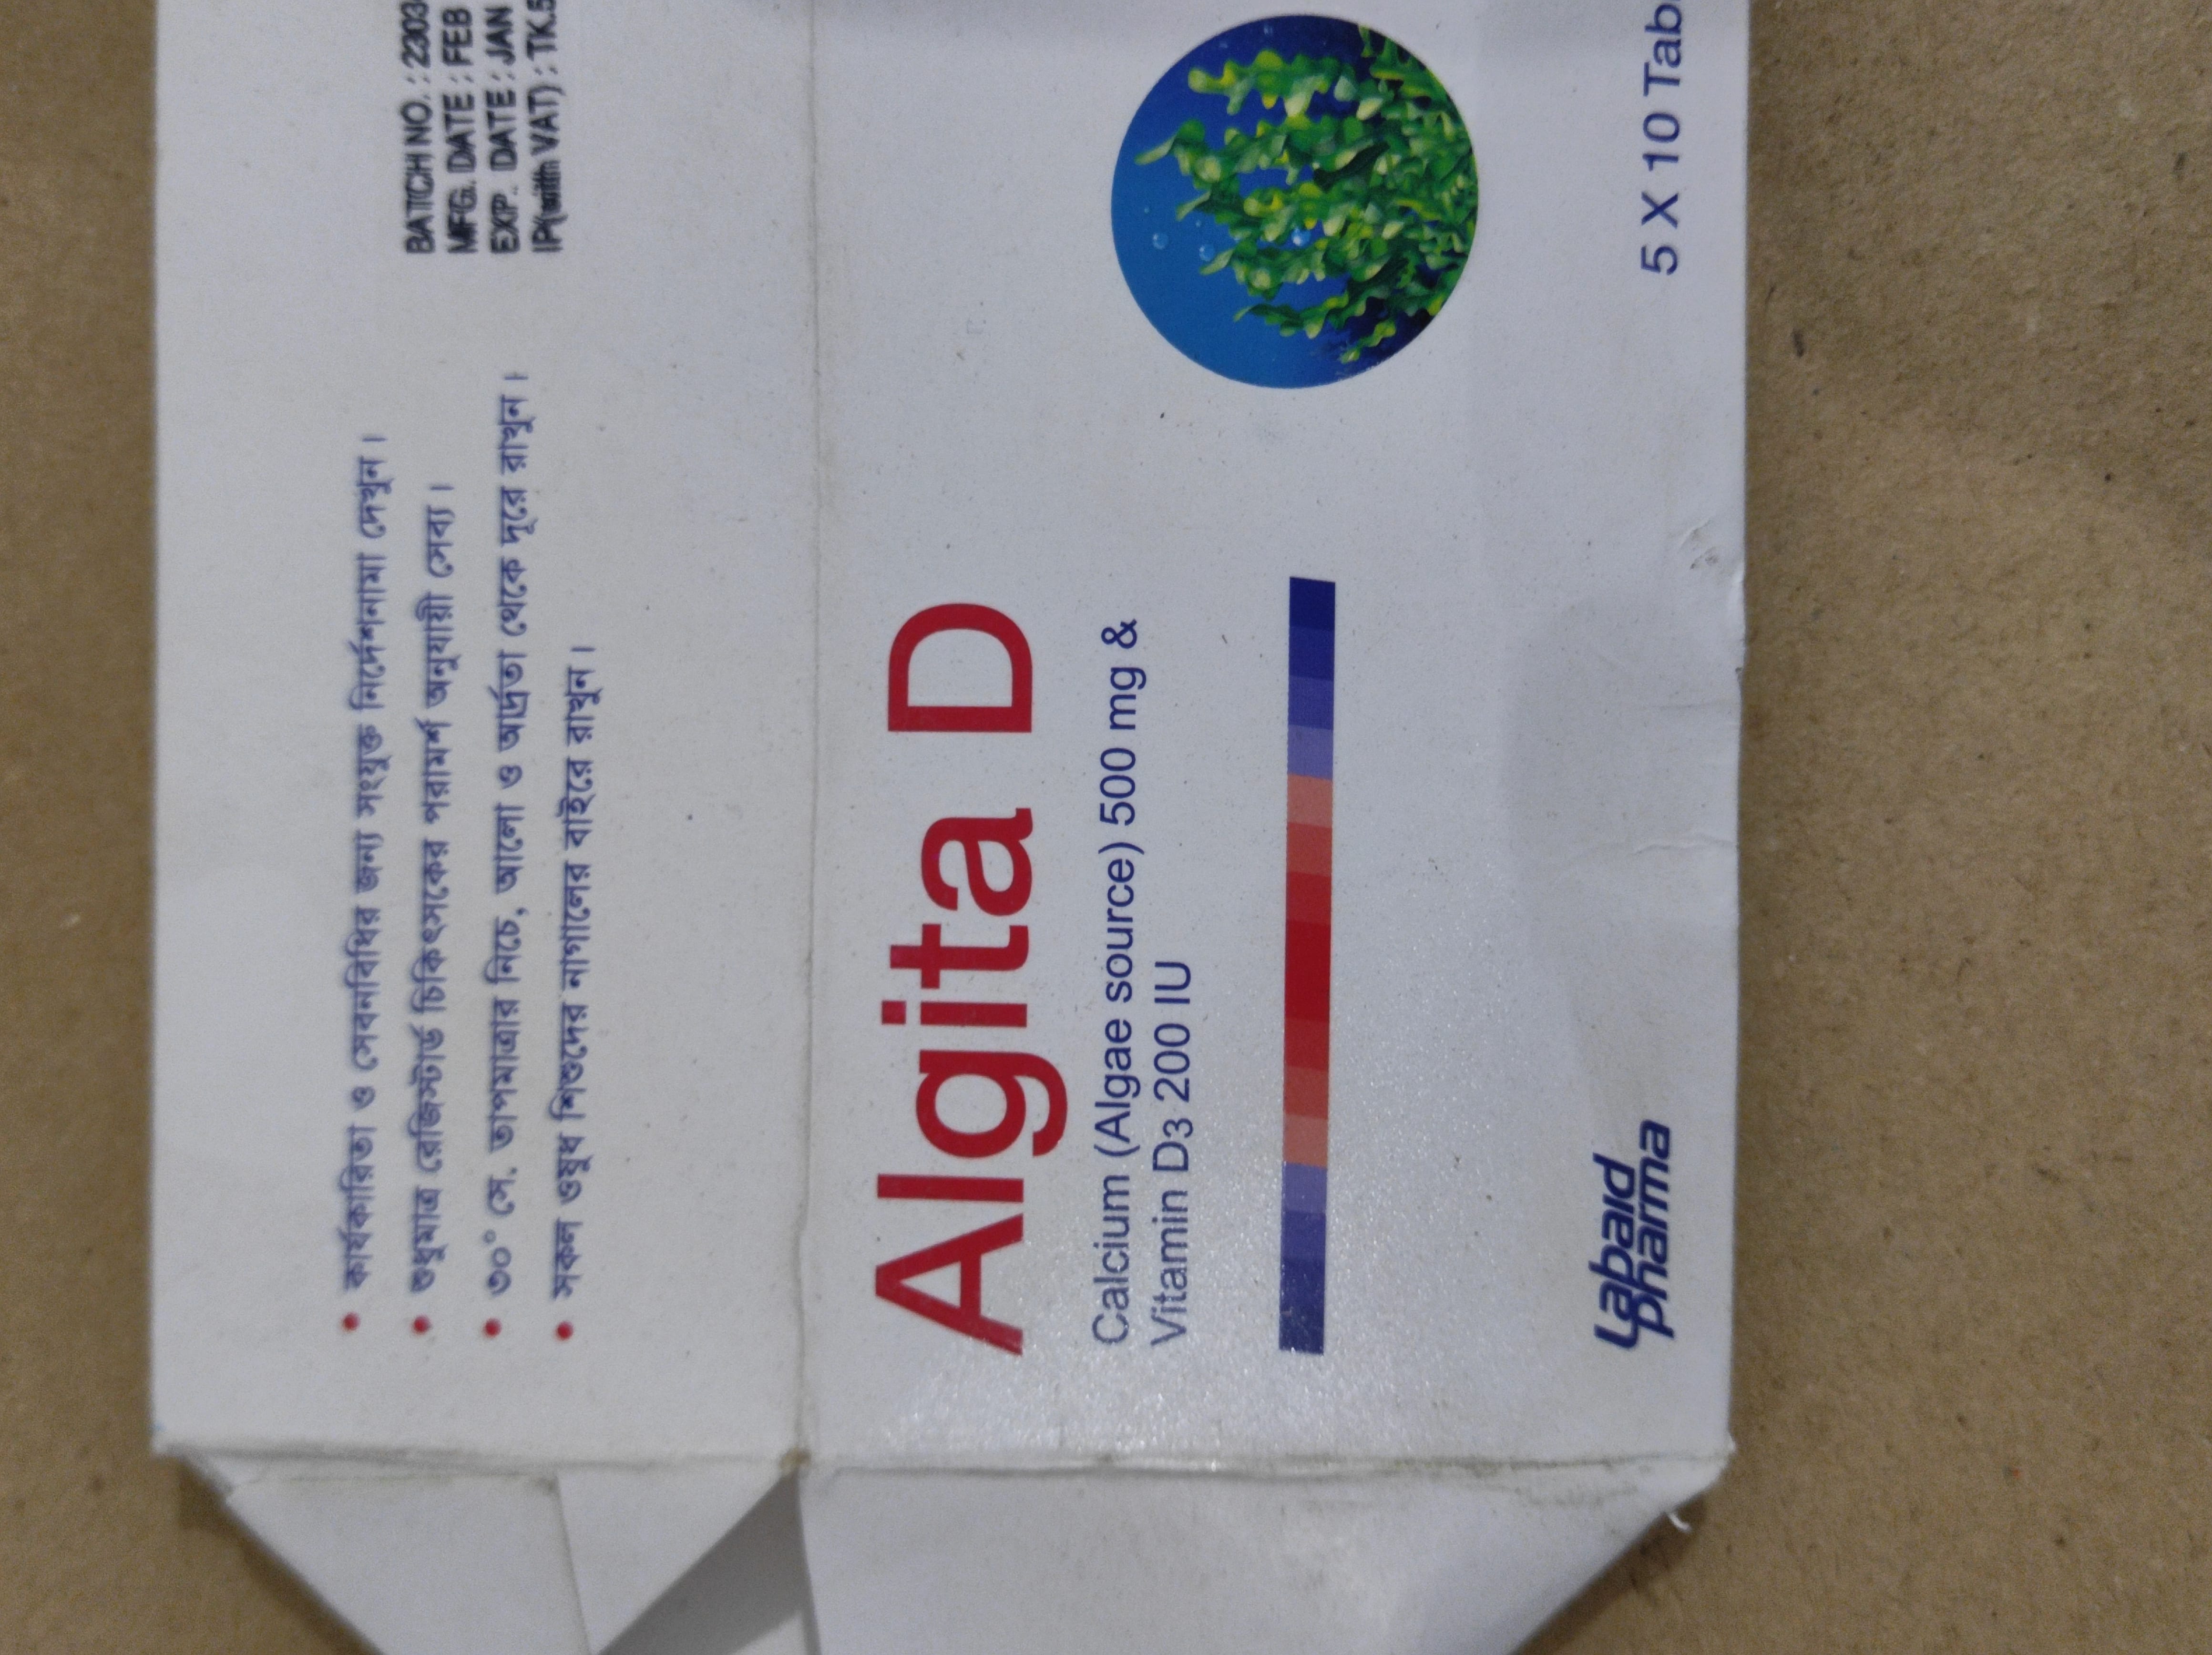 • কার্যকারিতা ও সেবনবিধির জন্য সংযুক্ত নির্দেশনামা দেখুন।
• শুধুমাত্র রেজিস্টার্ড চিকিৎসকের পরামর্শ অনুযায়ী সেব্য।
• ৩০° সে. তাপমাত্রার নিচে, আলো ও আর্দ্রতা থেকে দূরে রাখুন।
• সকল ওষুধ শিশুদের নাগালের বাইরে রাখুন।
BATCH NO. : 2303
MFG. DATE : FEB
EXP. DATE : JAN
IP(with VAT) : TK.5
Algita D
Calcium (Algae source) 500 mg &
Vitamin D3 200 IU
Labaid
pharma
5 X 10 Tab